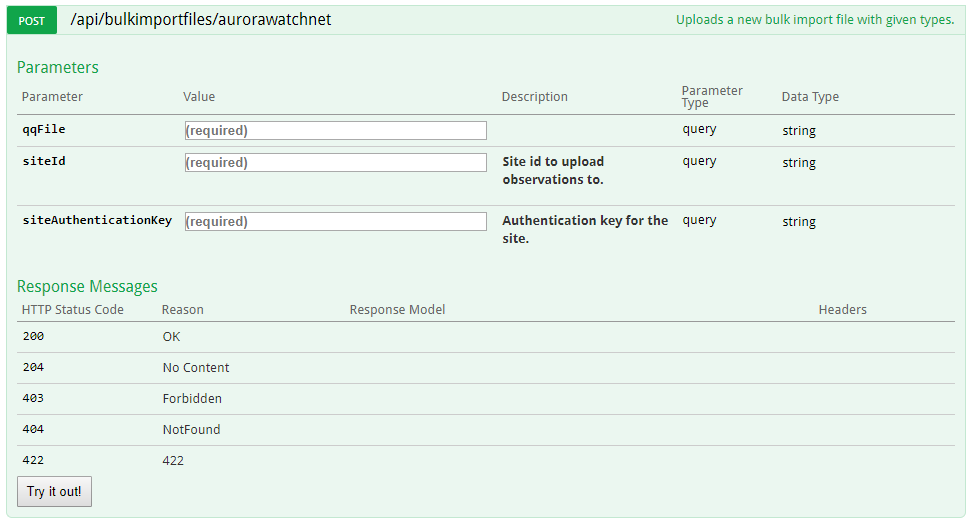 POST /api/bulkimportfiles/aurorawatchnet Uploads a new bulk import file with given types.
Parameters
Parameter Value Description Parameter Type Data Type
qqFile (required) query string
siteId (required) Site id to upload observations to. query string
siteAuthenticationKey (required) Authentication key for the site. query string
Response Messages
HTTP Status Code Reason Response Model Headers
200 OK
204 No Content
403 Forbidden
404 NotFound
422 422
Try it out!